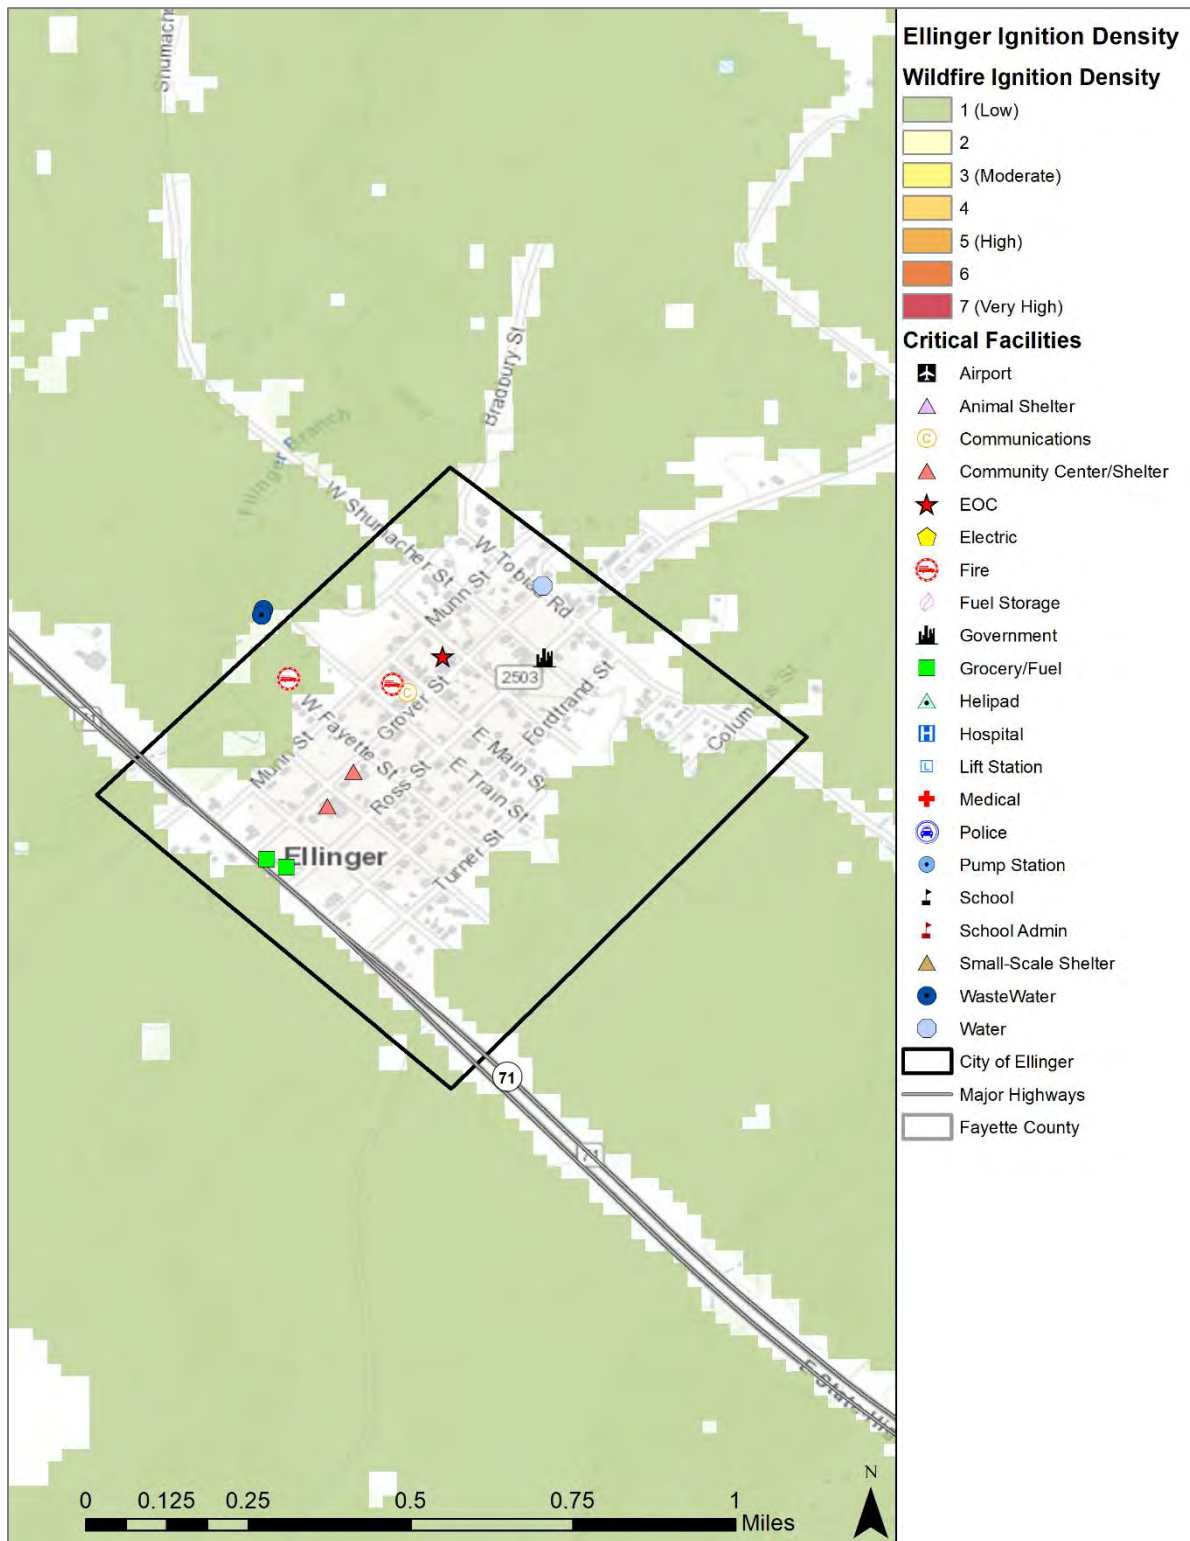 Ellinger Ignition Density
Wildfire Ignition Density
1 (Low)
2
3 (Moderate)
4
5 (High)
6
7 (Very High)
Critical Facilities
Airport
Animal Shelter
C Communications
Community Center/Shelter
EOC
Electric
Fire
Fuel Storage
Government
Grocery/Fuel
Helipad
H Hospital
L Lift Station
Medical
Police
Pump Station
School
School Admin
Small-Scale Shelter
WasteWater
Water
City of Ellinger
Major Highways
Fayette County
Bradbury St
Ellinger Branch
W Shumacher St
W Tobias Rd
Munn St
2503
Fordtrand St
Grover St
C
W Fayette St
Munn St
Ross St
E Main St
E Train St
Turner St
Ellinger
71
71
N
0 0.125 0.25 0.5 0.75 1
Miles